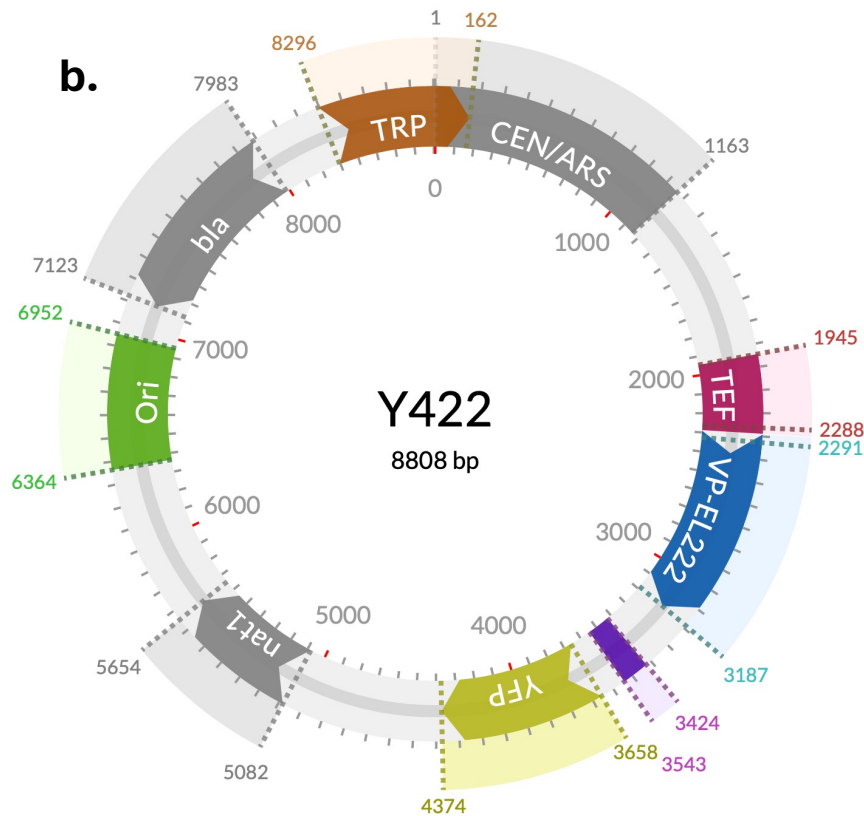 b.
1
162
8296
7983
TRP
CEN/ARS
1163
0
8000
1000
bla
7123
6952
7000
1945
2000
TEF
Ori
Y422
8808 bp
2288
2291
VP-EL222
6364
6000
3000
5000
4000
nat1
YFP
5654
3187
3424
3658
3543
5082
4374